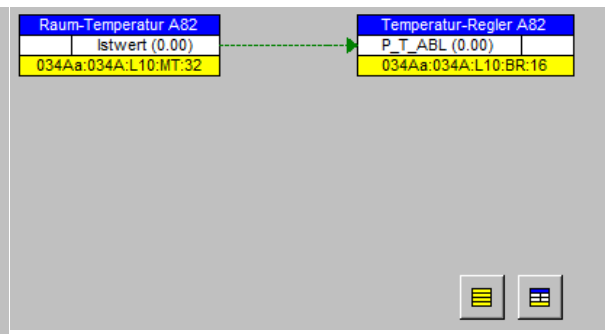 Raum-Temperatur A82
Istwert (0.00)
034Aa:034A:L10:MT:32
Temperatur-Regler A82
P_T_ABL (0.00)
034Aa:034A:L10:BR:16